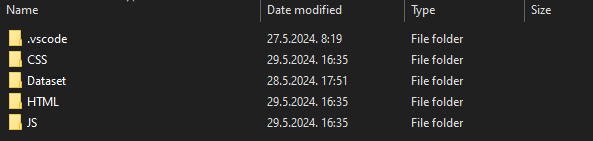 Name Date modified Type Size
.vscode 27.5.2024. 8:19 File folder
CSS 29.5.2024. 16:35 File folder
Dataset 28.5.2024. 17:51 File folder
HTML 29.5.2024. 16:35 File folder
JS 29.5.2024. 16:35 File folder